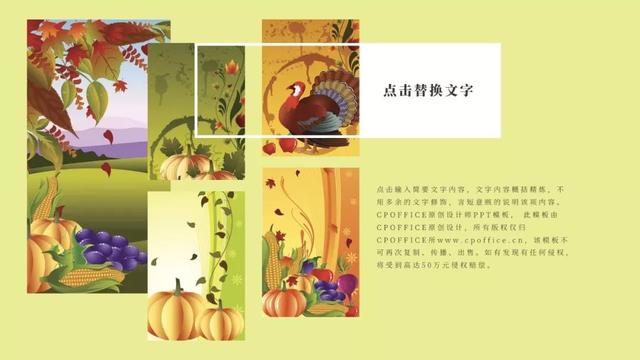 点击替换文字
点击输入简要文字内容，文字内容概括精炼，不
用多余的文字修饰，言短意赅的说明该项内容。
CPOFFICE原创设计师PPT模板， 此模板由
CPOFFICE原创设计，所有版权仅归
CPOFFICE所www.cpoffice.cn，该模板不
可再次复制、传播、出售。如有发现有任何侵权，
将受到高达50万元侵权赔偿。